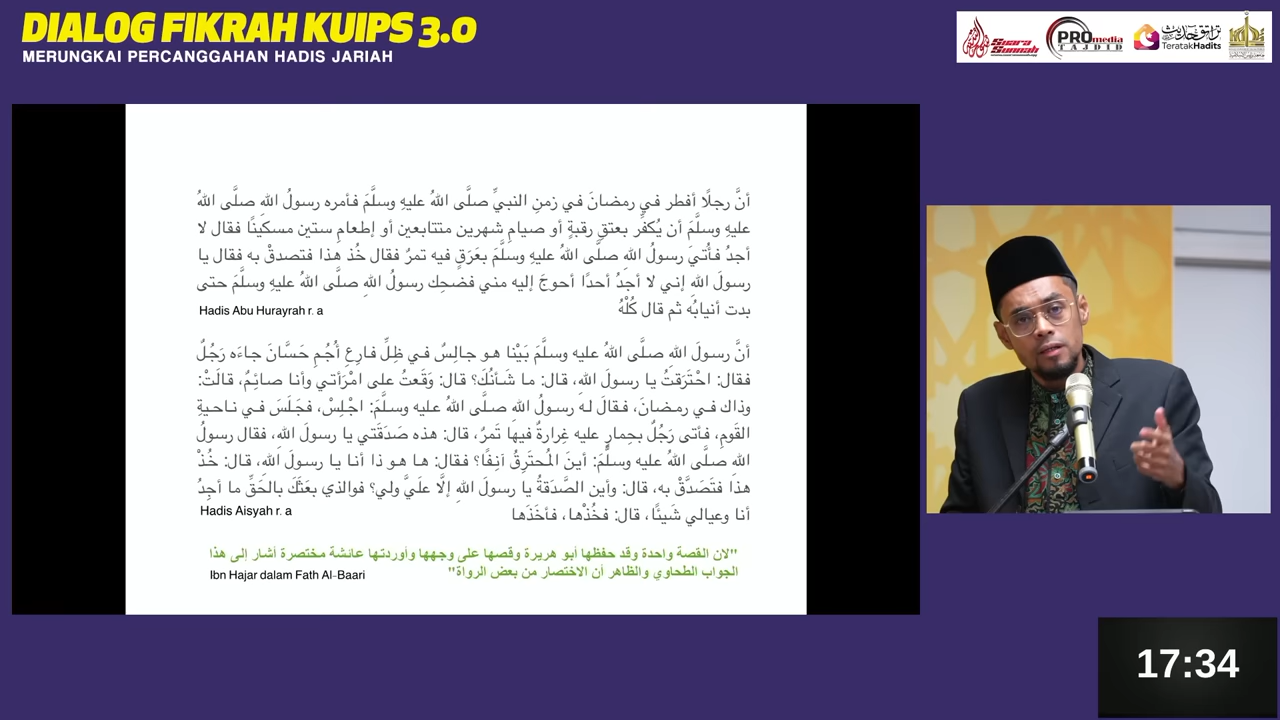 DIALOG FIKRAH KUIPS 3.0
MERUNGKAI PERCANGGAHAN HADIS JARIAH
Suara Sunnah
PRO media
TAJDID
TeratakHadits
أنَّ رجلًا أفطر في رمضانَ في زمنِ النبيِّ صلَّى اللهُ عليهِ وسلَّمَ فأمره رسولُ اللهِ صلَّى اللهُ
عليهِ وسلَّمَ أن يُكفِّر بعتقِ رقبةٍ أو صيامِ شهرين متتابعين أو إطعامِ ستين مسكينًا فقال لا
أجدُ فأُتيَ رسولُ اللهِ صلَّى اللهُ عليهِ وسلَّمَ بعَرَقٍ فيه تمرٌ فقال خُذ هذا فتصدقْ به فقال يا
رسولَ اللهِ إني لا أجدُ أحدًا أحوجَ إليه مني فضحِك رسولُ اللهِ صلَّى اللهُ عليهِ وسلَّمَ حتى
بدت أنيابُه ثم قال كُلْهُ
Hadis Abu Hurayrah r. a
أنَّ رسولَ اللهِ صلَّى اللهُ عليه وسلَّمَ بَيْنا هو جالِسٌ في ظِلِّ فارِعِ أُجُمِ حَسَّانَ جاءَه رَجُلٌ
فقال: احْتَرَقتُ يا رسولَ اللهِ، قال: ما شَأنُكَ؟ قال: وَقَعتُ على امْرَأتي وأنا صائِمٌ، قالَتْ:
وذاك في رمضانَ، فقالَ له رسولُ اللهِ صلَّى اللهُ عليه وسلَّمَ: اجْلِسْ، فجَلَسَ في ناحيةِ
القَومِ، فأتى رَجُلٌ بحِمارٍ عليه غِرارةٌ فيها تَمرٌ، قال: هذه صَدَقَتي يا رسولَ اللهِ، فقال رسولُ
اللهِ صلَّى اللهُ عليه وسلَّمَ: أينَ المُحتَرِقُ آنِفًا؟ فقال: ها هو ذا أنا يا رسولَ اللهِ، قال: خُذْ
هذا فتَصَدَّقْ به، قال: وأين الصَّدَقةُ يا رسولَ اللهِ إلَّا علَيَّ ولي؟ فوالذي بعَثَكَ بالحَقِّ ما أجِدُ
أنا وعيالي شَيئًا، قال: فخُذْها، فأخَذَها
Hadis Aisyah r. a
"لان القصة واحدة وقد حفظها أبو هريرة وقصها على وجهها وأوردتها عائشة مختصرة أشار إلى هذا
الجواب الطحاوي والظاهر أن الاختصار من بعض الرواة"
Ibn Hajar dalam Fath Al-Baari
17:34